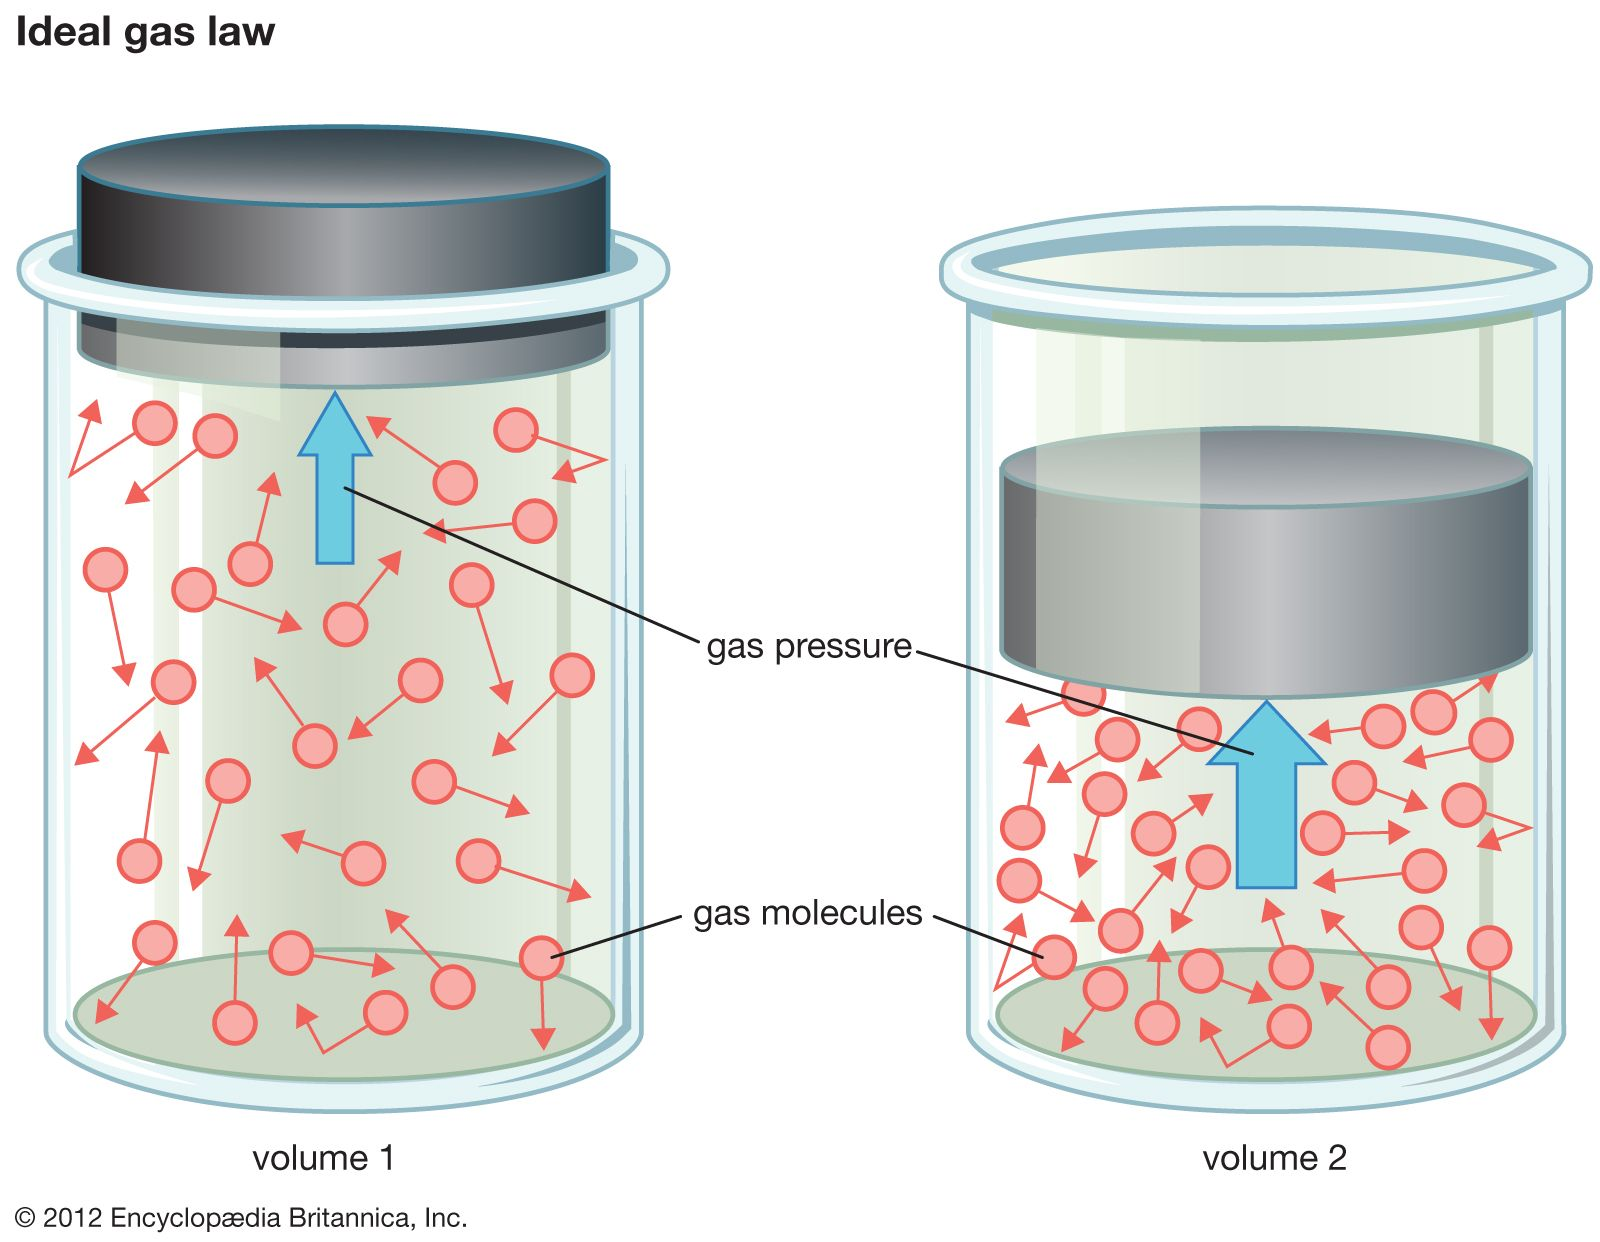 Ideal gas law
gas pressure
gas molecules
volume 1
volume 2
© 2012 Encyclopædia Britannica, Inc.